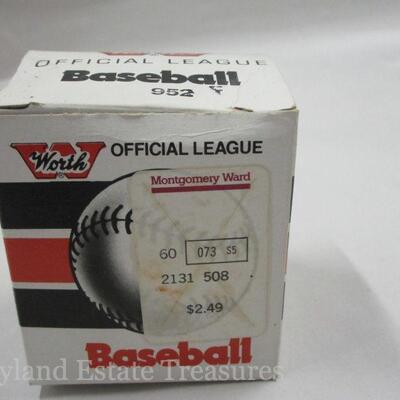 OFFICIAL LEAGUE
Baseball
952
Worth ®
OFFICIAL LEAGUE
Montgomery Ward
60 073 S5
2131 508
$2.49
Baseball
yland Estate Treasures